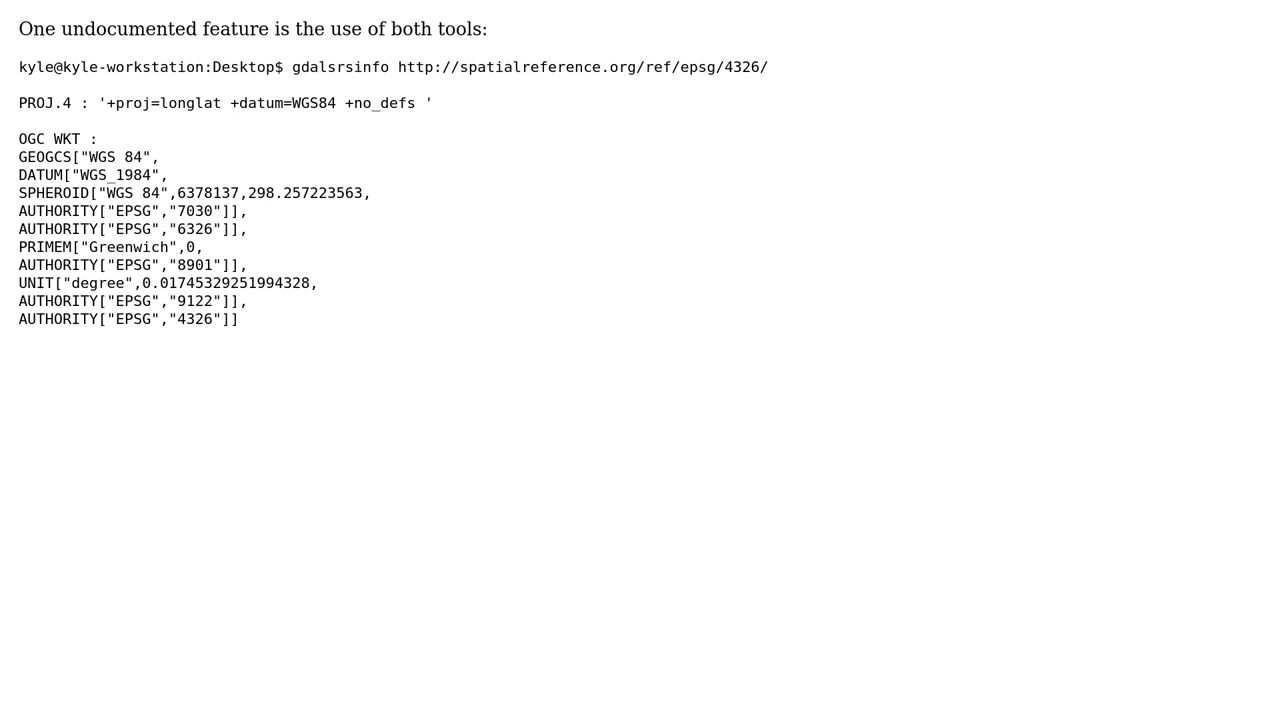 One undocumented feature is the use of both tools:
kyle@kyle-workstation:Desktop$ gdalsrsinfo http://spatialreference.org/ref/epsg/4326/
PROJ.4 : '+proj=longlat +datum=WGS84 +no_defs '
OGC WKT :
GEOGCS["WGS 84",
DATUM["WGS_1984",
SPHEROID["WGS 84",6378137,298.257223563,
AUTHORITY["EPSG","7030"]],
AUTHORITY["EPSG","6326"]],
PRIMEM["Greenwich",0,
AUTHORITY["EPSG","8901"]],
UNIT["degree",0.01745329251994328,
AUTHORITY["EPSG","9122"]],
AUTHORITY["EPSG","4326"]]